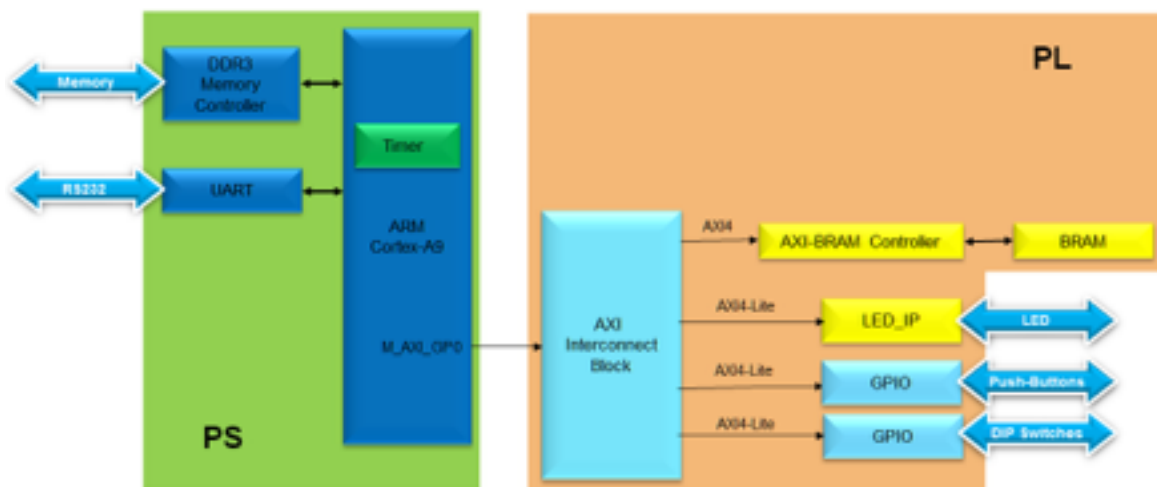 PL
DDR3
Memory
Controller
Memory
Timer
RS232
UART
ARM
Cortex-A9
AXI4
AXI-BRAM Controller
BRAM
AXI4-Lite
LED_IP
LED
AXI
Interconnect
Block
M_AXI_GP0
AXI4-Lite
GPIO
Push-Buttons
PS
AXI4-Lite
GPIO
DIP Switches